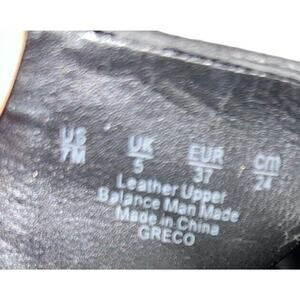 US UK EUR cm
7M 5 37 24
Leather Upper
Balance Man Made
Made in China
GRECO